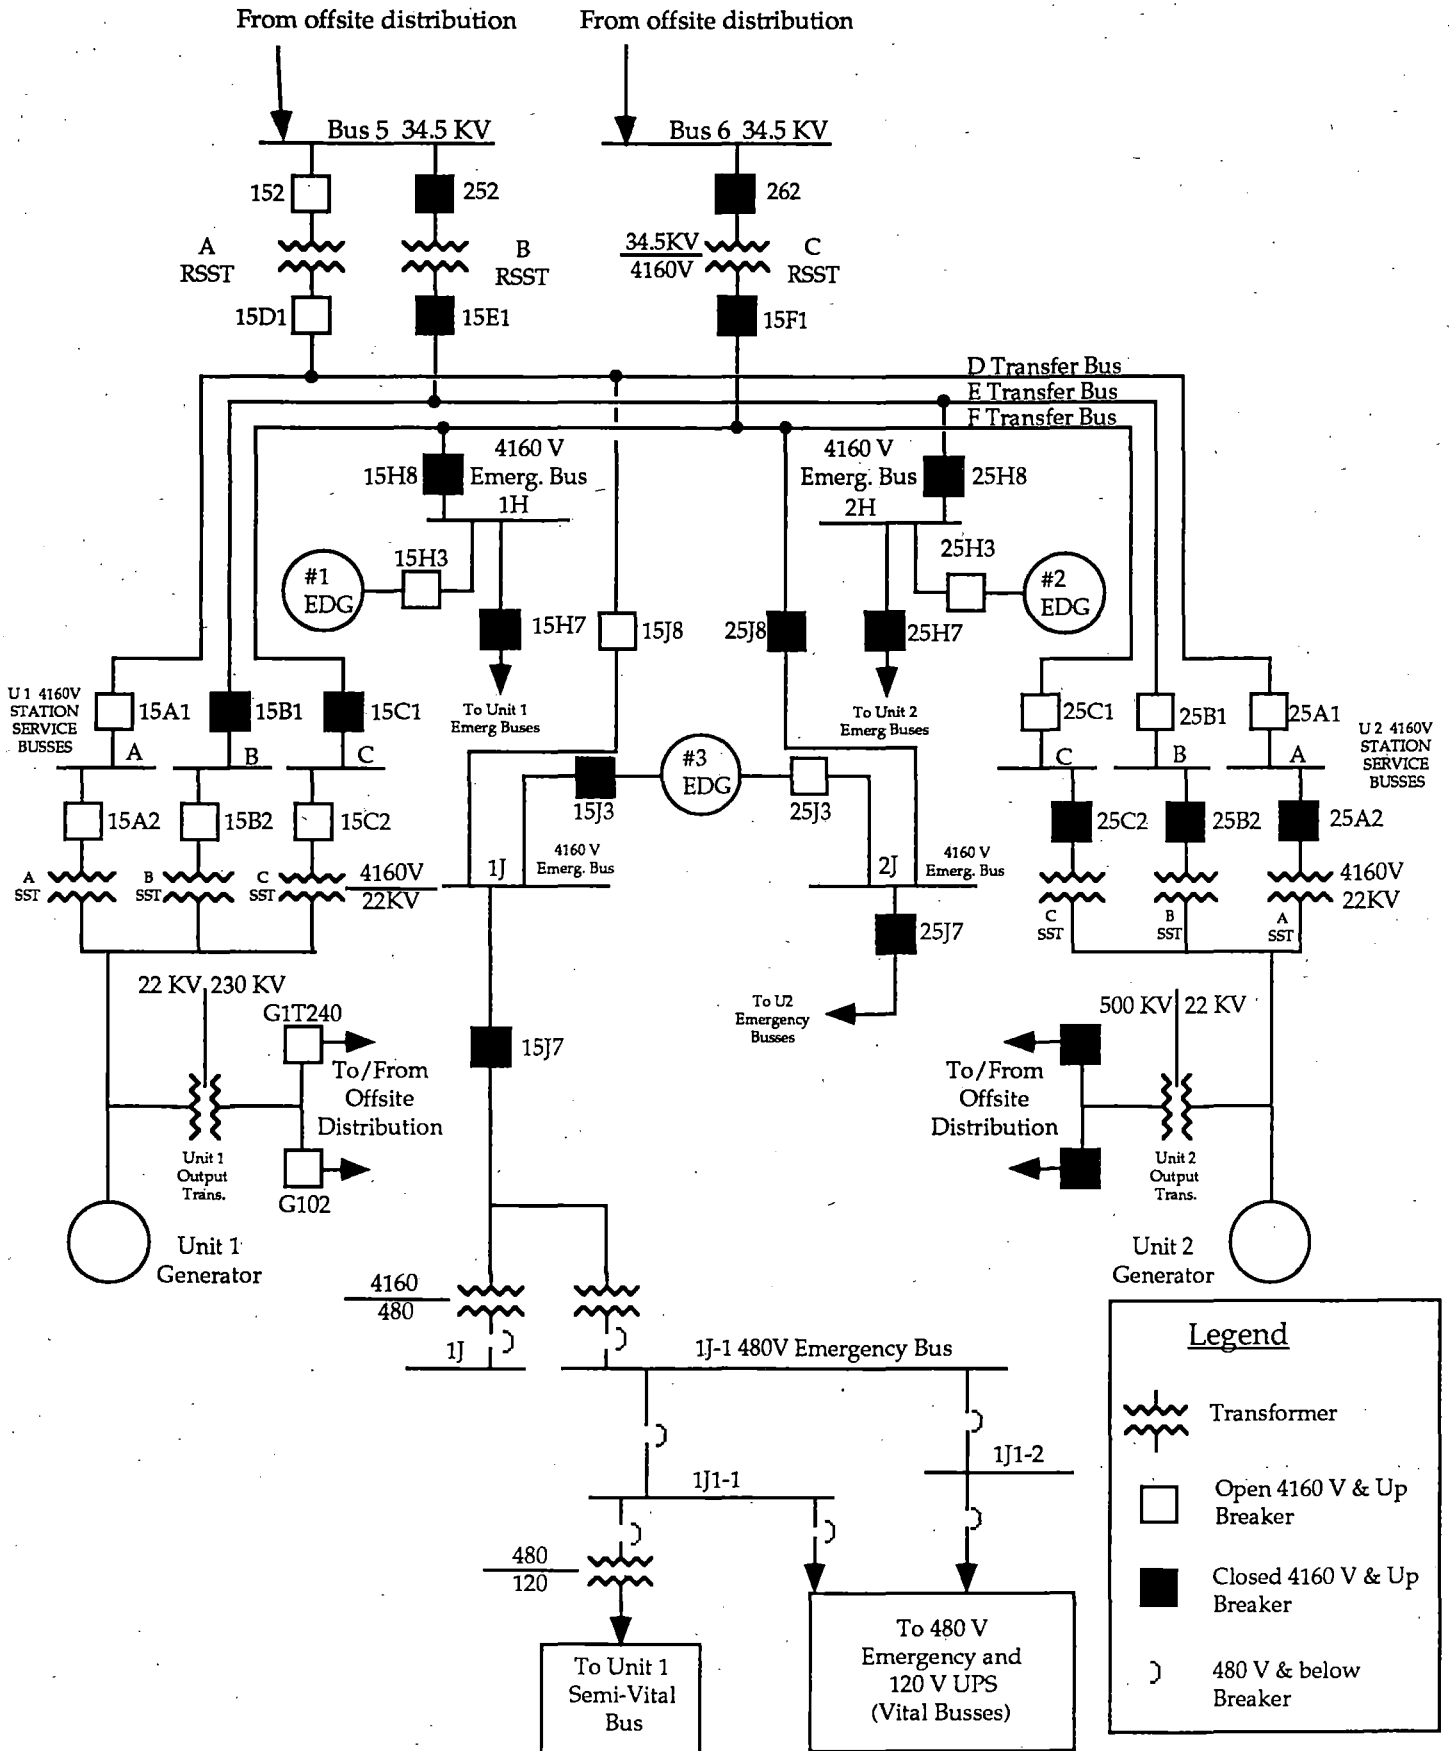 From offsite distribution
From offsite distribution
Bus 5 34.5 KV
Bus 6 34.5 KV
152
252
262
A
RSST
B
RSST
34.5KV
4160V
C
RSST
15D1
15E1
15F1
D Transfer Bus
E Transfer Bus
F Transfer Bus
15H8
4160 V
Emerg. Bus
1H
4160 V
Emerg. Bus
2H
25H8
#1
EDG
15H3
25H3
#2
EDG
15H7
15J8
25J8
25H7
To Unit 1
Emerg Buses
To Unit 2
Emerg Buses
U 1 4160V
STATION
SERVICE
BUSSES
15A1
15B1
15C1
A
B
C
25C1
25B1
25A1
C
B
A
U 2 4160V
STATION
SERVICE
BUSSES
15J3
#3
EDG
25J3
15A2
15B2
15C2
25C2
25B2
25A2
A
SST
B
SST
C
SST
4160V
22KV
1J
4160 V
Emerg. Bus
2J
4160 V
Emerg. Bus
C
SST
B
SST
A
SST
4160V
22KV
25J7
To U2
Emergency
Busses
22 KV
230 KV
G1T240
To/From
Offsite
Distribution
G102
Unit 1
Output
Trans.
15J7
500 KV
22 KV
To/From
Offsite
Distribution
Unit 2
Output
Trans.
Unit 1
Generator
Unit 2
Generator
4160
480
1J
1J-1 480V Emergency Bus
1J1-1
1J1-2
480
120
To Unit 1
Semi-Vital
Bus
To 480 V
Emergency and
120 V UPS
(Vital Busses)
Legend
Transformer
Open 4160 V & Up
Breaker
Closed 4160 V & Up
Breaker
480 V & below
Breaker